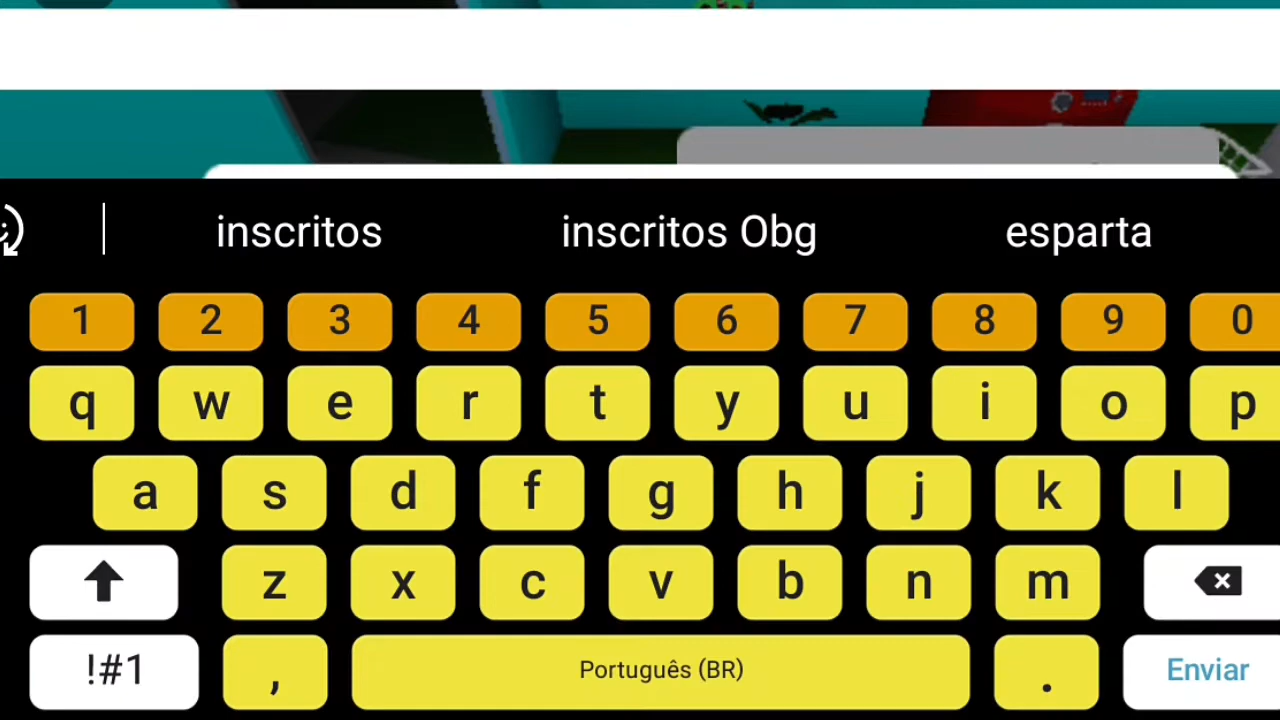 inscritos inscritos Obg esparta
1 2 3 4 5 6 7 8 9 0
q w e r t y u i o p
a s d f g h j k l
z x c v b n m
!#1 , Português (BR) . Enviar